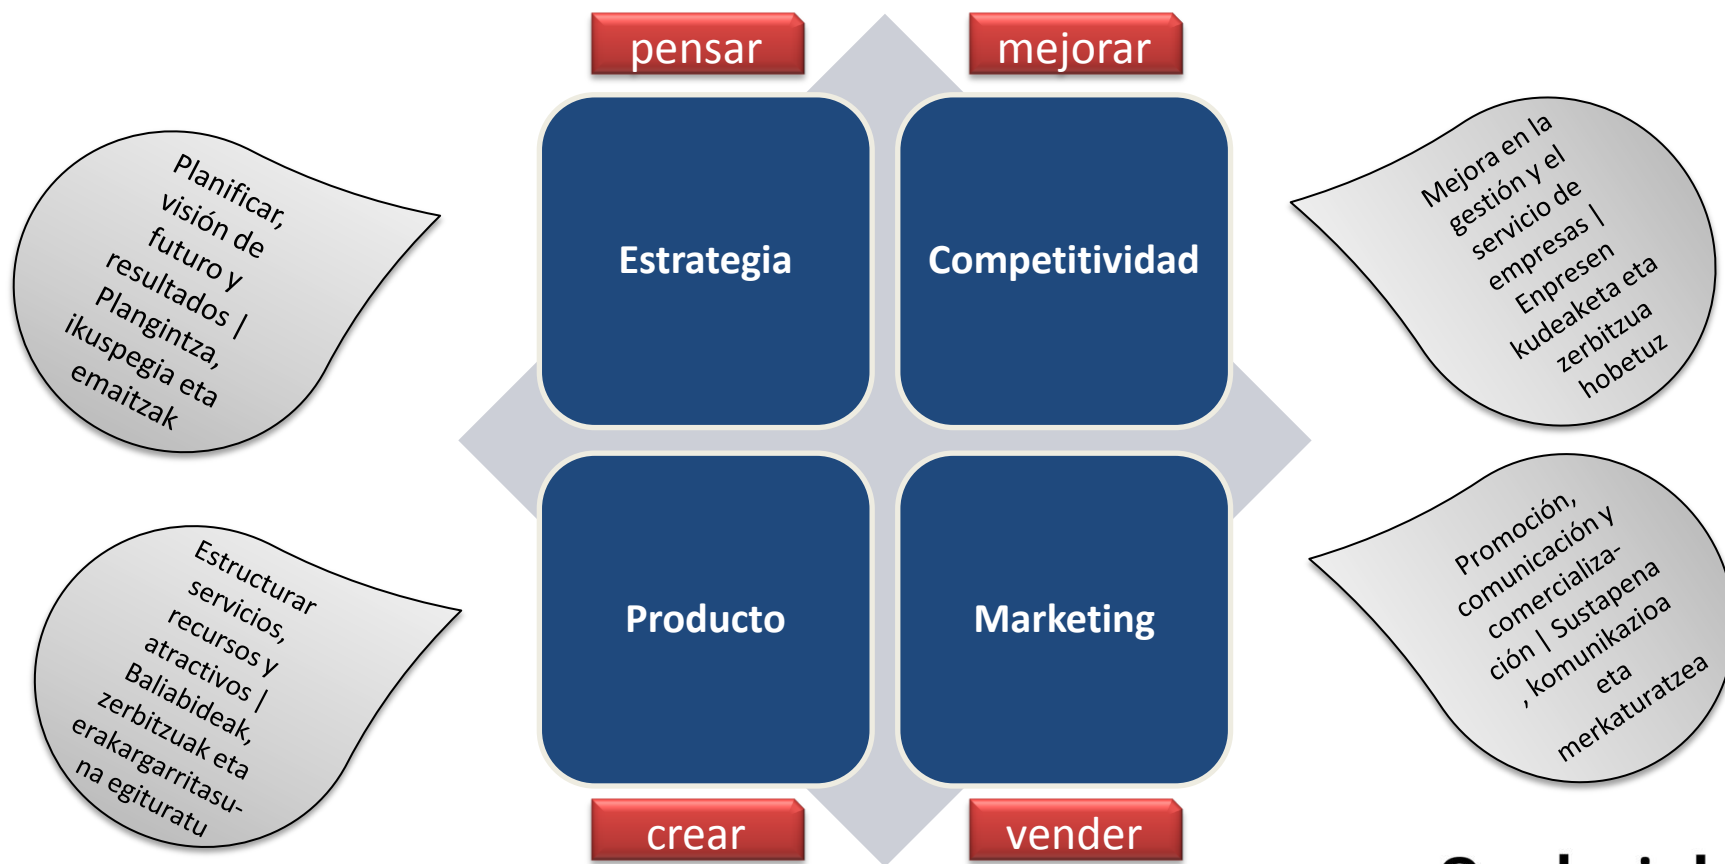 pensar
mejorar
Planificar,
visión de
futuro y
resultados |
Plangintza,
ikuspegia eta
emaitzak
Estrategia
Competitividad
Mejora en la
gestión y el
servicio de
empresas |
Enpresen
kudeaketa eta
zerbitzua
hobetuz
Estructurar
servicios,
recursos y
atractivos |
Baliabideak,
zerbitzuak eta
erakargarritasu-
na egituratu
Producto
Marketing
Promoción,
comunicación y
comercializa-
ción | Sustapena
, komunikazioa
eta
merkaturatzea
crear
vender